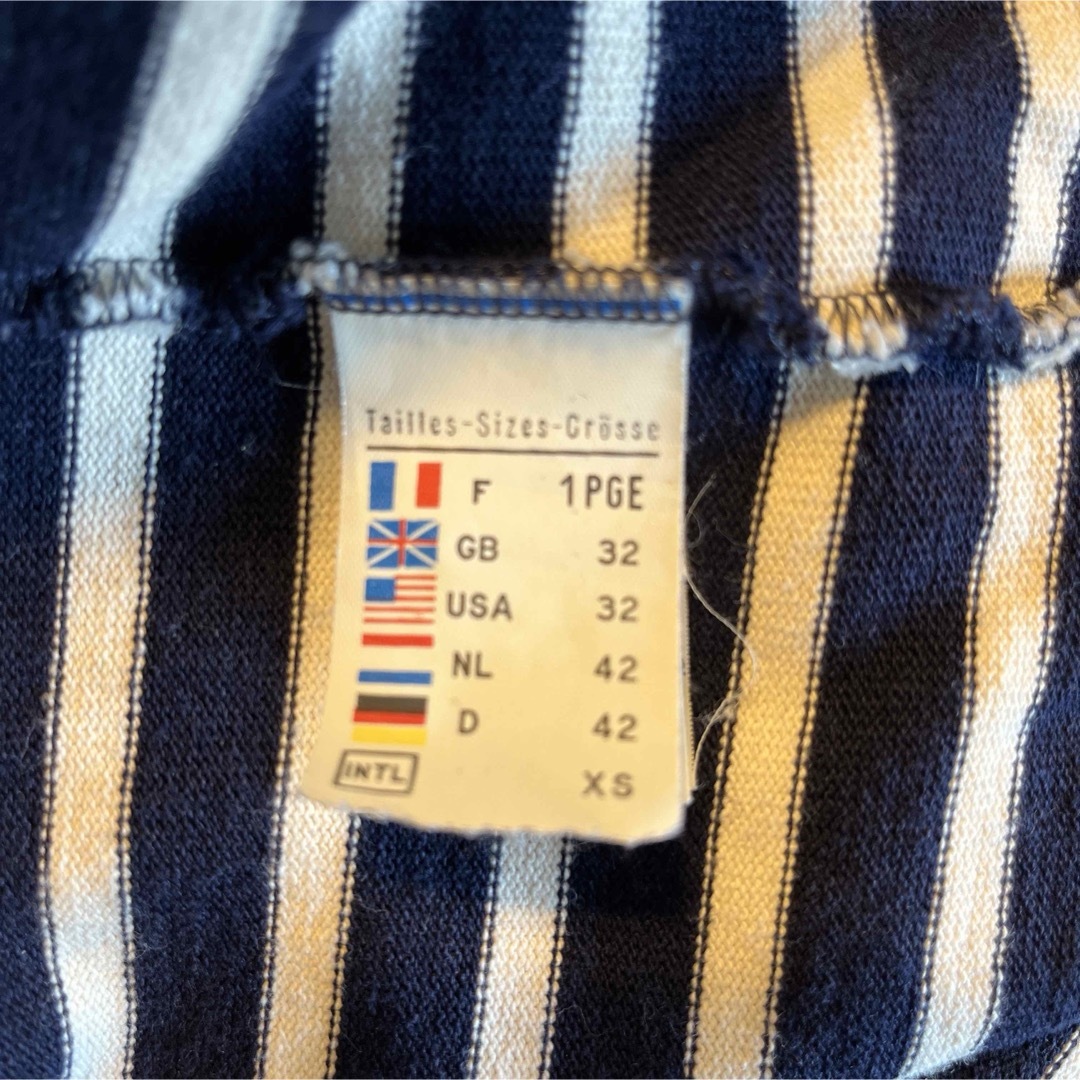 Tailles-Sizes-Grösse
F 1PGE
GB 32
USA 32
NL 42
D 42
INTL XS